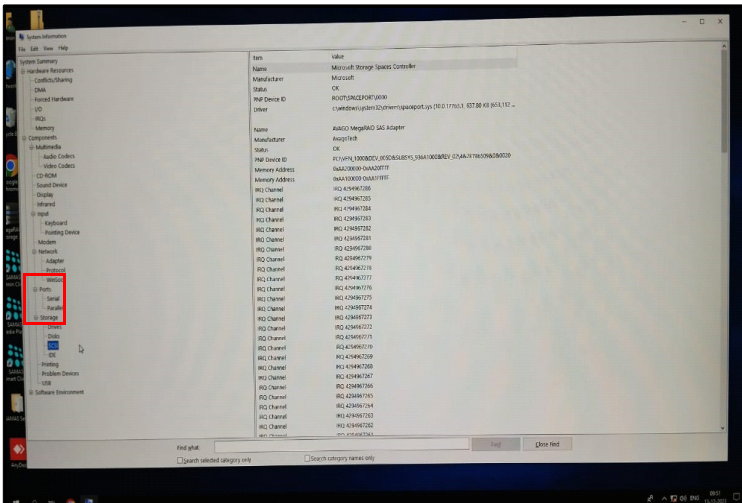 System Information
File Edit View Help
System Summary
Hardware Resources
Conflicts/Sharing
DMA
Forced Hardware
I/O
IRQs
Memory
Components
Multimedia
Audio Codecs
Video Codecs
CD-ROM
Sound Device
Display
Infrared
Input
Keyboard
Pointing Device
Modem
Network
Adapter
Protocol
WinSock
Ports
Serial
Parallel
Storage
Drives
Disks
SCSI
IDE
Printing
Problem Devices
USB
Software Environment
Item Value
Name Microsoft Storage Spaces Controller
Manufacturer Microsoft
Status OK
PNP Device ID ROOT\SPACEPORT\0000
Driver
Name AVAGO MegaRAID SAS Adapter
Manufacturer AvagoTech
Status OK
PNP Device ID
Memory Address
Memory Address
IRQ Channel IRQ 4294967286
IRQ Channel IRQ 4294967285
IRQ Channel IRQ 4294967284
IRQ Channel IRQ 4294967283
IRQ Channel IRQ 4294967282
IRQ Channel IRQ 4294967281
IRQ Channel IRQ 4294967280
IRQ Channel IRQ 4294967279
IRQ Channel IRQ 4294967278
IRQ Channel IRQ 4294967277
IRQ Channel IRQ 4294967276
IRQ Channel IRQ 4294967275
IRQ Channel IRQ 4294967274
IRQ Channel IRQ 4294967273
IRQ Channel IRQ 4294967272
IRQ Channel IRQ 4294967271
IRQ Channel IRQ 4294967270
IRQ Channel IRQ 4294967269
IRQ Channel IRQ 4294967268
IRQ Channel IRQ 4294967267
IRQ Channel IRQ 4294967266
IRQ Channel IRQ 4294967265
IRQ Channel IRQ 4294967264
IRQ Channel IRQ 4294967263
IRQ Channel IRQ 4294967262
IRQ Channel IRQ 4294967261
Find what:
Find
Close Find
Search selected category only
Search category names only
ENG
09:51